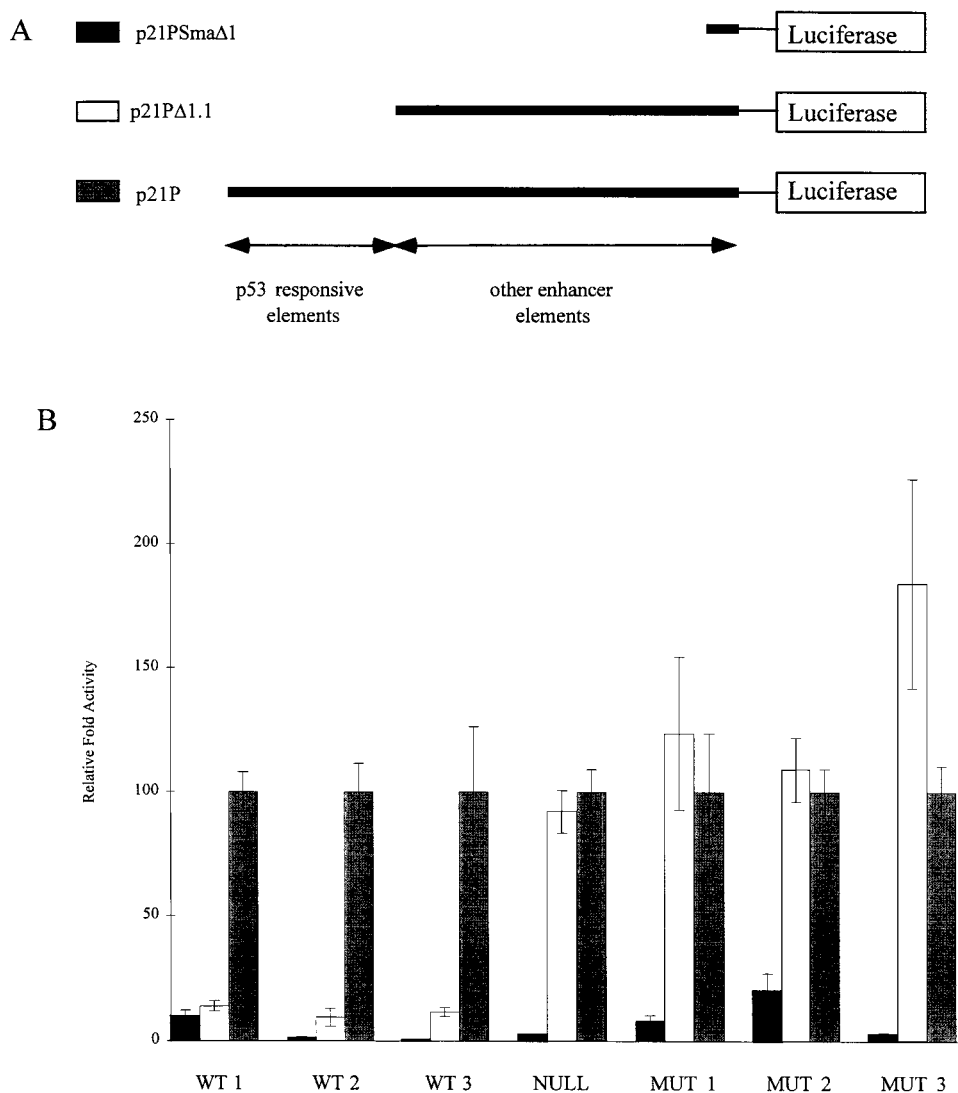 A
p21PSmaΔ1
Luciferase
p21PΔ1.1
Luciferase
p21P
Luciferase
p53 responsive
elements
other enhancer
elements
B
Relative Fold Activity
250
200
150
100
50
0
WT 1
WT 2
WT 3
NULL
MUT 1
MUT 2
MUT 3